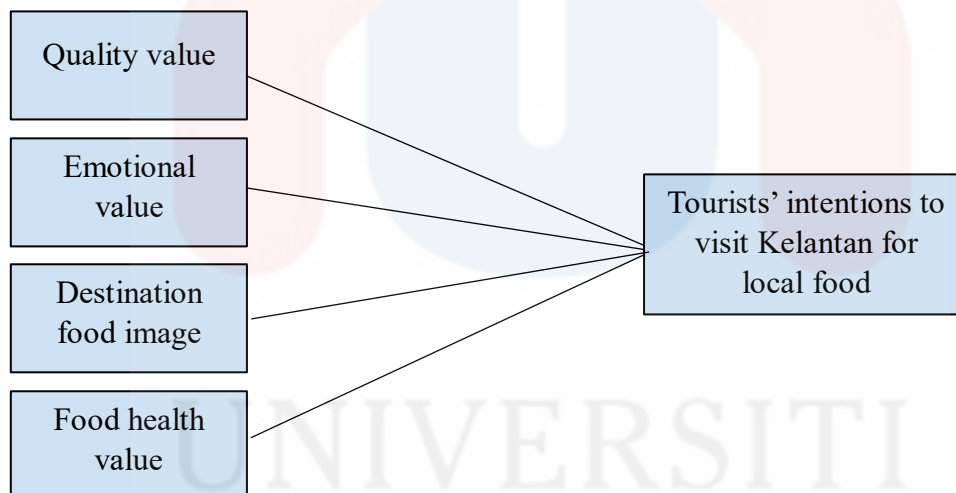 Quality value
Emotional
value
Destination
food image
Food health
value
Tourists’ intentions to
visit Kelantan for
local food
UNIVERSITI